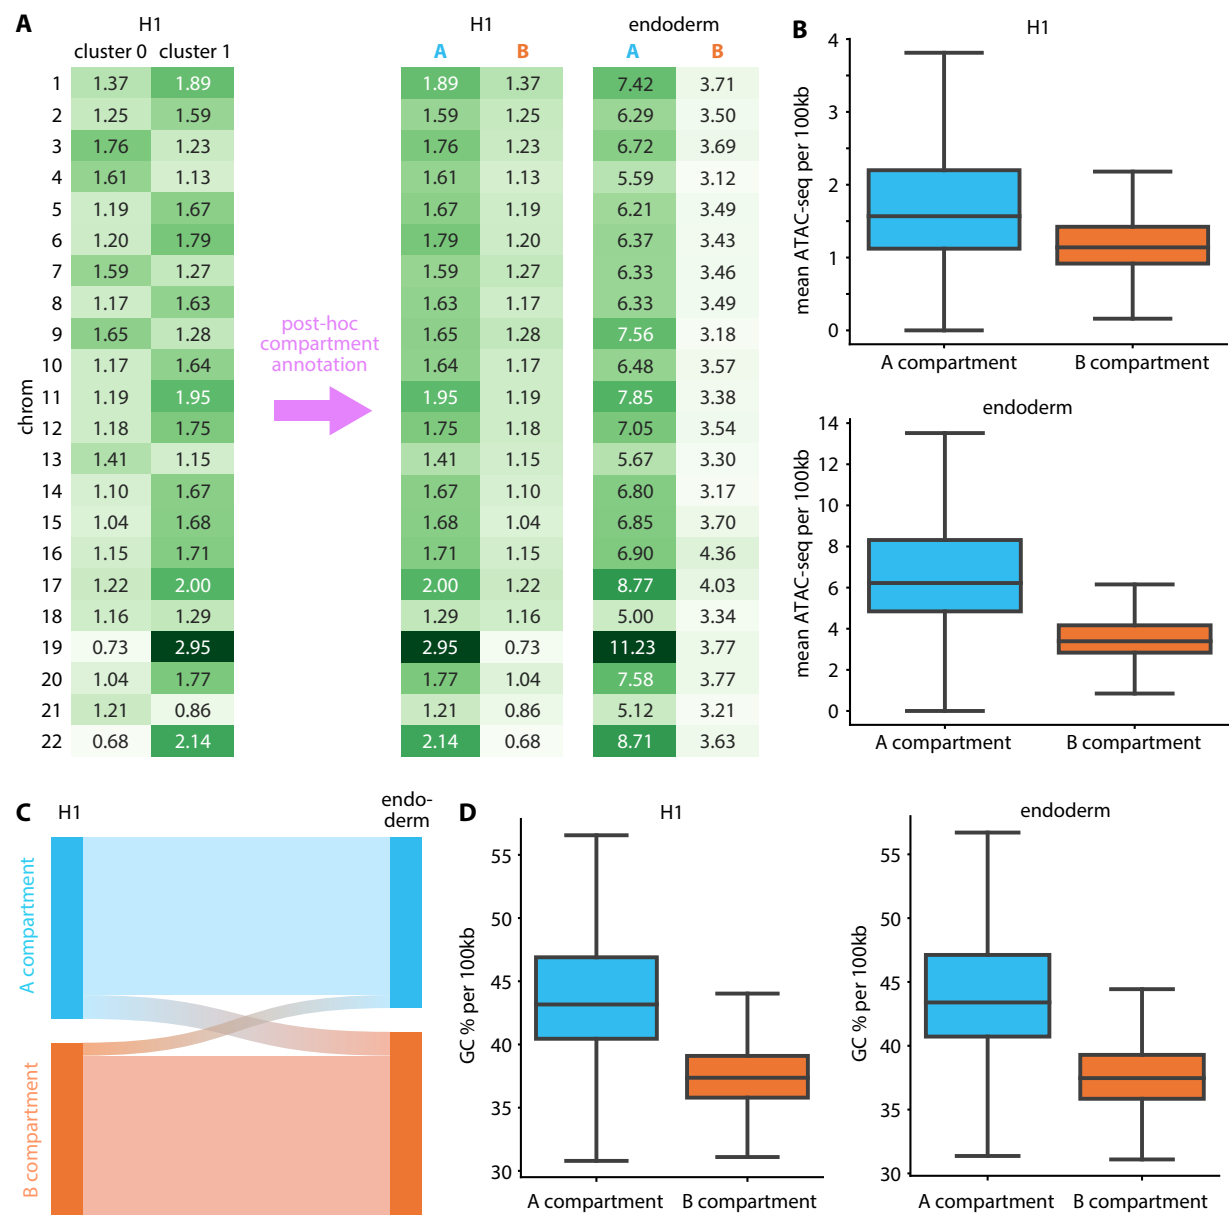 A
H1
cluster 0 cluster 1
H1
A B
endoderm
A B
chrom
1 1.37 1.89 1.89 1.37 7.42 3.71
2 1.25 1.59 1.59 1.25 6.29 3.50
3 1.76 1.23 1.76 1.23 6.72 3.69
4 1.61 1.13 1.61 1.13 5.59 3.12
5 1.19 1.67 1.67 1.19 6.21 3.49
6 1.20 1.79 1.79 1.20 6.37 3.43
7 1.59 1.27 1.59 1.27 6.33 3.46
8 1.17 1.63 1.63 1.17 6.33 3.49
9 1.65 1.28 1.65 1.28 7.56 3.18
10 1.17 1.64 1.64 1.17 6.48 3.57
11 1.19 1.95 1.95 1.19 7.85 3.38
12 1.18 1.75 1.75 1.18 7.05 3.54
13 1.41 1.15 1.41 1.15 5.67 3.30
14 1.10 1.67 1.67 1.10 6.80 3.17
15 1.04 1.68 1.68 1.04 6.85 3.70
16 1.15 1.71 1.71 1.15 6.90 4.36
17 1.22 2.00 2.00 1.22 8.77 4.03
18 1.16 1.29 1.29 1.16 5.00 3.34
19 0.73 2.95 2.95 0.73 11.23 3.77
20 1.04 1.77 1.77 1.04 7.58 3.77
21 1.21 0.86 1.21 0.86 5.12 3.21
22 0.68 2.14 2.14 0.68 8.71 3.63
post-hoc
compartment
annotation
B
H1
mean ATAC-seq per 100kb
4
3
2
1
0
A compartment B compartment
endoderm
mean ATAC-seq per 100kb
14
12
10
8
6
4
2
0
A compartment B compartment
C
H1
endo-
derm
A compartment
B compartment
D
H1
GC % per 100kb
55
50
45
40
35
30
A compartment B compartment
endoderm
GC % per 100kb
55
50
45
40
35
30
A compartment B compartment